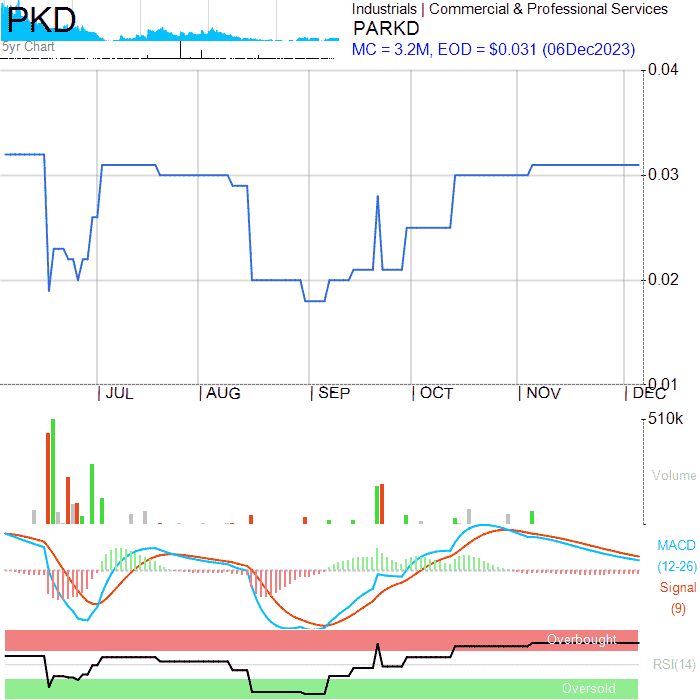 PKD
5yr Chart
Industrials | Commercial & Professional Services
PARKD
MC = 3.2M, EOD = $0.031 (06Dec2023)
0.04
0.03
0.02
0.01
JUL
AUG
SEP
OCT
NOV
DEC
510k
Volume
MACD
(12-26)
Signal
(9)
Overbought
RSI(14)
Oversold